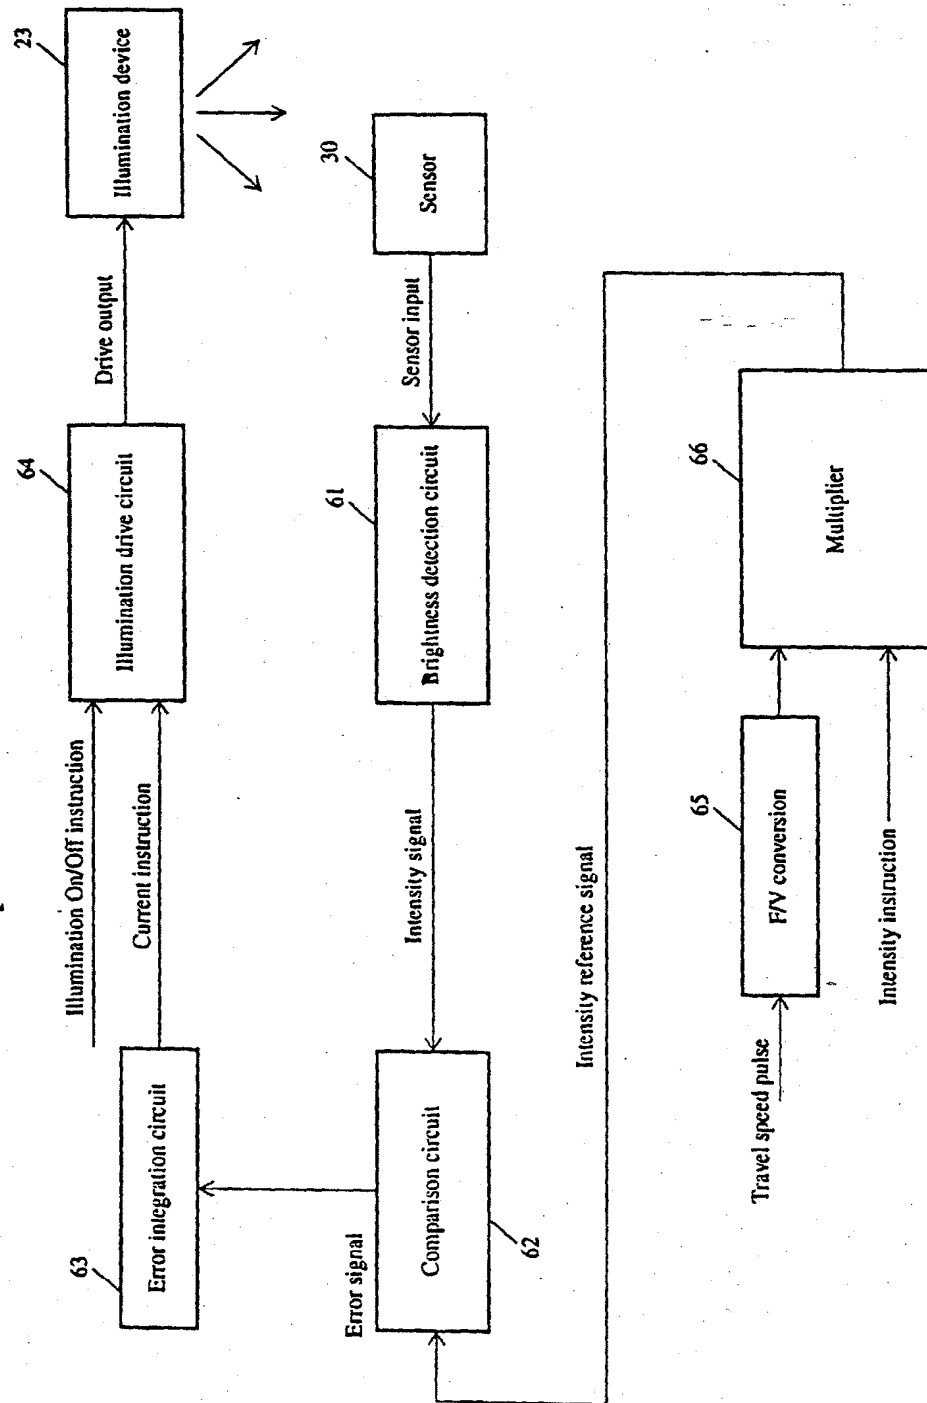 63
Error integration circuit
Illumination On/Off instruction
Current instruction
64
Illumination drive circuit
Drive output
23
Illumination device
Error signal
Comparison circuit
62
Intensity signal
61
Brightness detection circuit
Sensor input
30
Sensor
Intensity reference signal
Travel speed pulse
65
F/V conversion
Intensity instruction
66
Multiplier